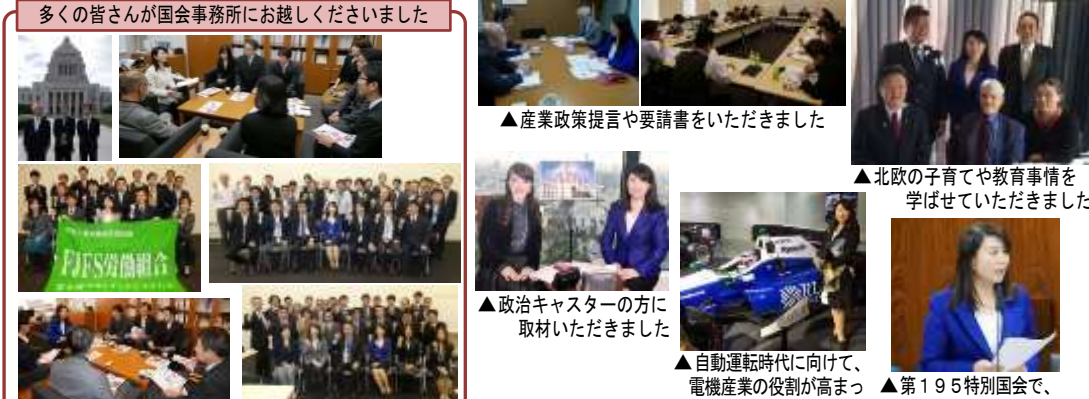 多くの皆さんが国会事務所にお越しくださいました
FJFS労働組合
▲産業政策提言や要請書をいただきました
▲政治キャスターの方に
取材いただきました
▲北欧の子育てや教育事情を
学ばせていただきました
▲自動運転時代に向けて、
電機産業の役割が高まっ
▲第１９５特別国会で、